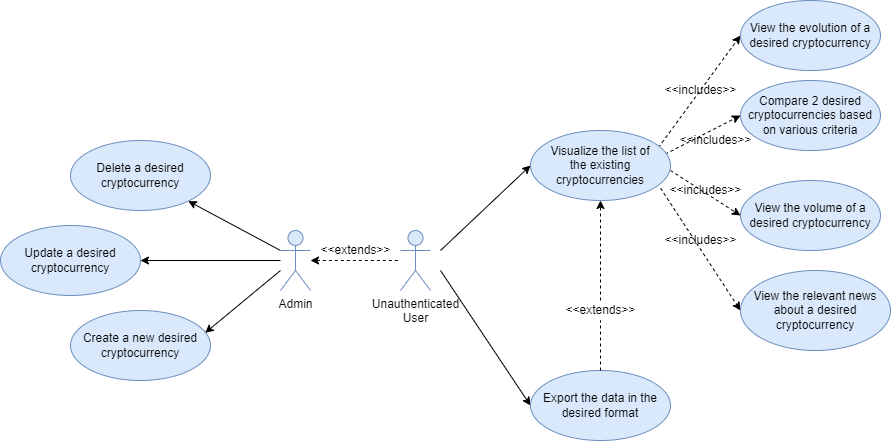 View the evolution of a
desired cryptocurrency
<<includes>>
Compare 2 desired
cryptocurrencies based
on various criteria
<<includes>>
Visualize the list of
the existing
cryptocurrencies
Delete a desired
cryptocurrency
<<includes>>
View the volume of a
desired cryptocurrency
<<includes>>
Update a desired
cryptocurrency
<<extends>>
Admin
Unauthenticated
User
View the relevant news
about a desired
cryptocurrency
<<extends>>
Create a new desired
cryptocurrency
Export the data in the
desired format